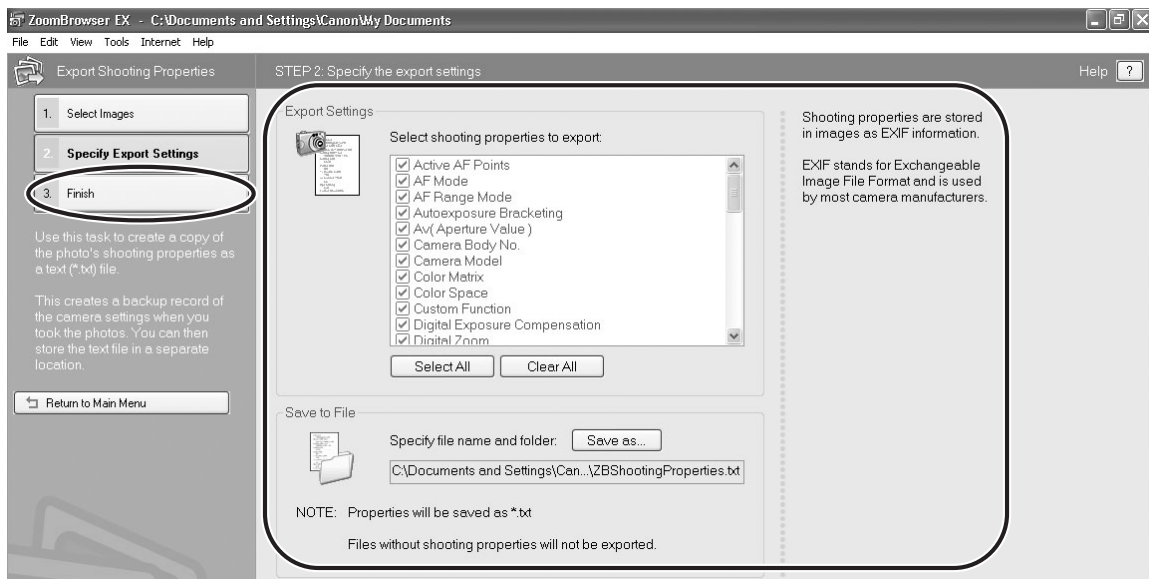 ZoomBrowser EX - C:\Documents and Settings\Canon\My Documents
File Edit View Tools Internet Help
Export Shooting Properties
STEP 2: Specify the export settings
Help ?
1. Select Images
2. Specify Export Settings
3. Finish
Use this task to create a copy of
the photo's shooting properties as
a text (*.txt) file.
This creates a backup record of
the camera settings when you
took the photos. You can then
store the text file in a separate
location.
Return to Main Menu
Export Settings
Select shooting properties to export:
Active AF Points
AF Mode
AF Range Mode
Autoexposure Bracketing
Av( Aperture Value )
Camera Body No.
Camera Model
Color Matrix
Color Space
Custom Function
Digital Exposure Compensation
Digital Zoom
Select All Clear All
Save to File
Specify file name and folder: Save as...
C:\Documents and Settings\Can...\ZBShootingProperties.txt
NOTE: Properties will be saved as *.txt
Files without shooting properties will not be exported.
Shooting properties are stored
in images as EXIF information.
EXIF stands for Exchangeable
Image File Format and is used
by most camera manufacturers.